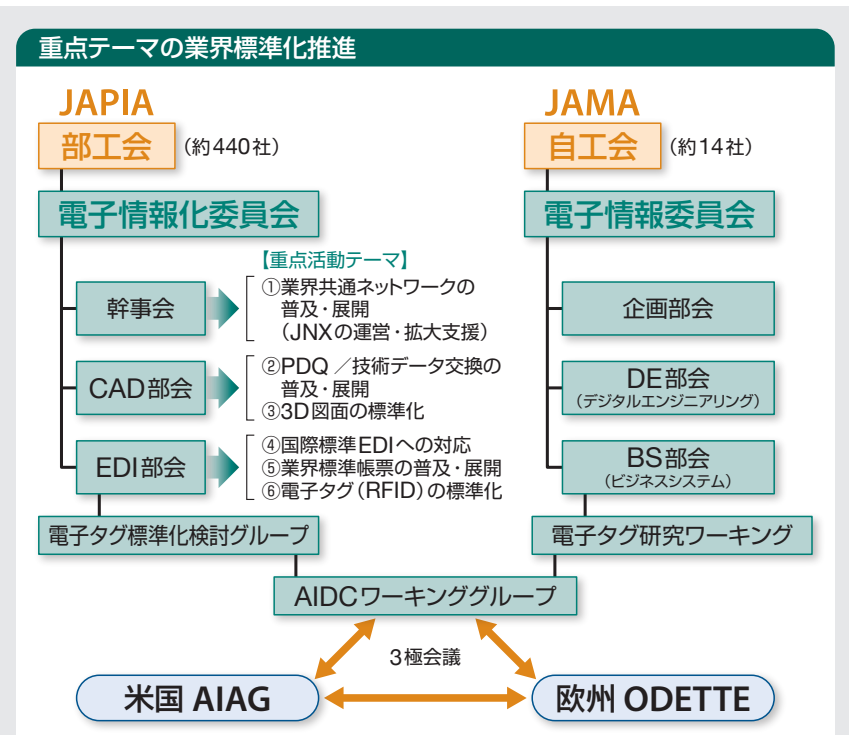 重点テーマの業界標準化推進
JAPIA
部工会 (約440社)
電子情報化委員会
【重点活動テーマ】
幹事会
①業界共通ネットワークの
普及・展開
(JNXの運営・拡大支援)
CAD部会
②PDQ／技術データ交換の
普及・展開
③3D図面の標準化
EDI部会
④国際標準EDIへの対応
⑤業界標準帳票の普及・展開
⑥電子タグ(RFID)の標準化
電子タグ標準化検討グループ
JAMA
自工会 (約14社)
電子情報委員会
企画部会
DE部会
(デジタルエンジニアリング)
BS部会
(ビジネスシステム)
電子タグ研究ワーキング
AIDCワーキンググループ
3極会議
米国 AIAG
欧州 ODETTE